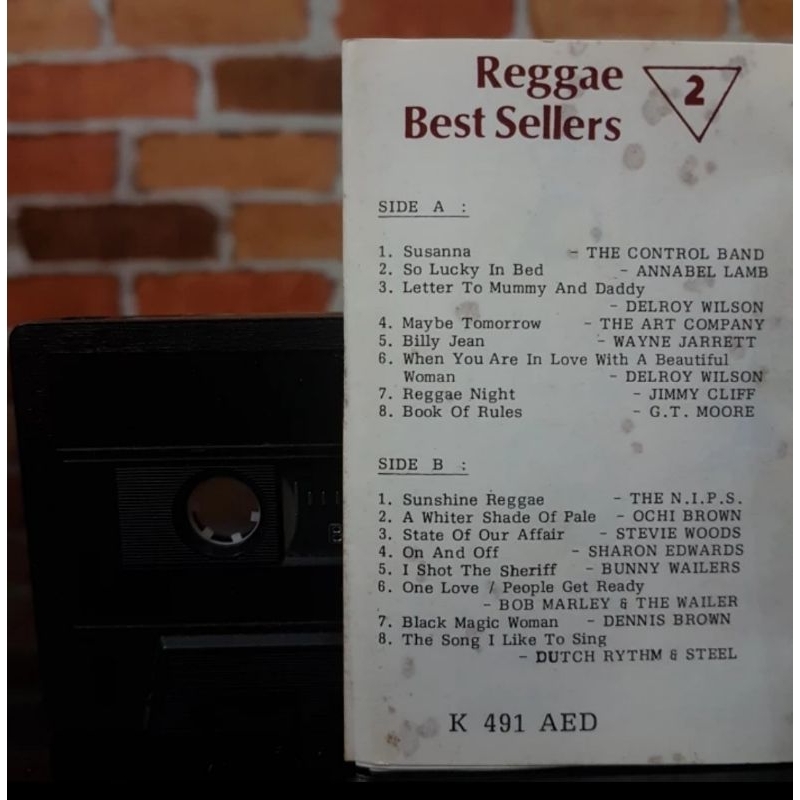 Reggae
2
Best Sellers
SIDE A :
1. Susanna - THE CONTROL BAND
2. So Lucky In Bed - ANNABEL LAMB
3. Letter To Mummy And Daddy
- DELROY WILSON
4. Maybe Tomorrow - THE ART COMPANY
5. Billy Jean - WAYNE JARRETT
6. When You Are In Love With A Beautiful
Woman - DELROY WILSON
7. Reggae Night - JIMMY CLIFF
8. Book Of Rules - G.T. MOORE
SIDE B :
1. Sunshine Reggae - THE N.I.P.S.
2. A Whiter Shade Of Pale - OCHI BROWN
3. State Of Our Affair - STEVIE WOODS
4. On And Off - SHARON EDWARDS
5. I Shot The Sheriff - BUNNY WAILERS
6. One Love / People Get Ready
- BOB MARLEY & THE WAILER
7. Black Magic Woman - DENNIS BROWN
8. The Song I Like To Sing
- DUTCH RYTHM & STEEL
K 491 AED